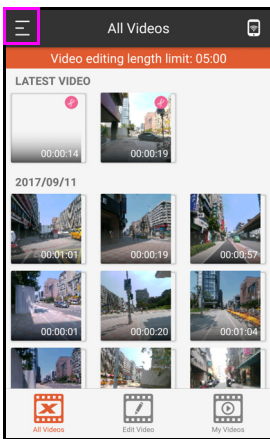 All Videos
Video editing length limit: 05:00
LATEST VIDEO
00:00:14
00:00:19
2017/09/11
00:01:01
00:00:19
00:00:57
00:00:01
00:00:20
00:01:04
All Videos
Edit Video
My Videos